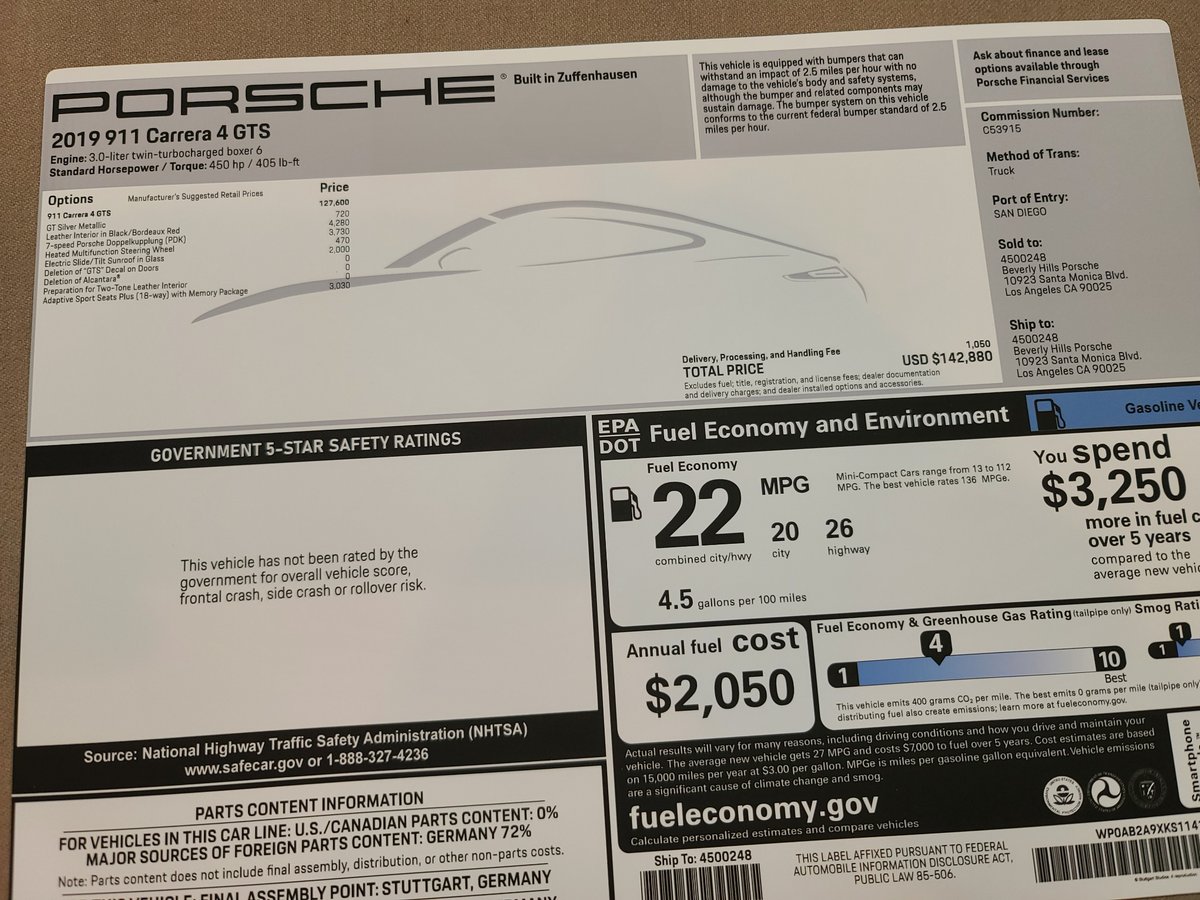 PORSCHE® Built in Zuffenhausen
2019 911 Carrera 4 GTS
Engine: 3.0-liter twin-turbocharged boxer 6
Standard Horsepower / Torque: 450 hp / 405 lb-ft
This vehicle is equipped with bumpers that can
withstand an impact of 2.5 miles per hour with no
damage to the vehicle's body and safety systems,
although the bumper and related components may
sustain damage. The bumper system on this vehicle
conforms to the current federal bumper standard of 2.5
miles per hour.
Ask about finance and lease
options available through
Porsche Financial Services
Commission Number:
C53915
Method of Trans:
Truck
Port of Entry:
SAN DIEGO
Sold to:
4500248
Beverly Hills Porsche
10923 Santa Monica Blvd.
Los Angeles CA 90025
Ship to:
4500248
Beverly Hills Porsche
10923 Santa Monica Blvd.
Los Angeles CA 90025
Options Manufacturer's Suggested Retail Prices Price
911 Carrera 4 GTS 127,600
GT Silver Metallic 720
Leather Interior in Black/Bordeaux Red 4,280
7-speed Porsche Doppelkupplung (PDK) 3,730
Heated Multifunction Steering Wheel 470
Electric Slide/Tilt Sunroof in Glass 2,000
Deletion of "GTS" Decal on Doors 0
Deletion of Alcantara® 0
Preparation for Two-Tone Leather Interior 0
Adaptive Sport Seats Plus (18-way) with Memory Package 3,030
Delivery, Processing, and Handling Fee 1,050
TOTAL PRICE USD $142,880
Excludes fuel; title, registration, and license fees; dealer documentation
and delivery charges; and dealer installed options and accessories.
GOVERNMENT 5-STAR SAFETY RATINGS
This vehicle has not been rated by the
government for overall vehicle score,
frontal crash, side crash or rollover risk.
Source: National Highway Traffic Safety Administration (NHTSA)
www.safecar.gov or 1-888-327-4236
PARTS CONTENT INFORMATION
FOR VEHICLES IN THIS CAR LINE: U.S./CANADIAN PARTS CONTENT: 0%
MAJOR SOURCES OF FOREIGN PARTS CONTENT: GERMANY 72%
Note: Parts content does not include final assembly, distribution, or other non-parts costs.
FINAL ASSEMBLY POINT: STUTTGART, GERMANY
EPA
DOT Fuel Economy and Environment
Gasoline Ve
Fuel Economy
22 MPG
combined city/hwy
20
city
26
highway
Mini-Compact Cars range from 13 to 112
MPG. The best vehicle rates 136 MPGe.
4.5 gallons per 100 miles
You spend
$3,250
more in fuel c
over 5 years
compared to the
average new vehic
Annual fuel cost
$2,050
Fuel Economy & Greenhouse Gas Rating (tailpipe only)
1 4 10
Best
Smog Rati
1 1
This vehicle emits 400 grams CO₂ per mile. The best emits 0 grams per mile (tailpipe only
distributing fuel also create emissions; learn more at fueleconomy.gov.
Actual results will vary for many reasons, including driving conditions and how you drive and maintain your
vehicle. The average new vehicle gets 27 MPG and costs $7,000 to fuel over 5 years. Cost estimates are based
on 15,000 miles per year at $3.00 per gallon. MPGe is miles per gasoline gallon equivalent. Vehicle emissions
are a significant cause of climate change and smog.
fueleconomy.gov
Calculate personalized estimates and compare vehicles
Smartphone
Ship To: 4500248
THIS LABEL AFFIXED PURSUANT TO FEDERAL
AUTOMOBILE INFORMATION DISCLOSURE ACT,
PUBLIC LAW 85-506.